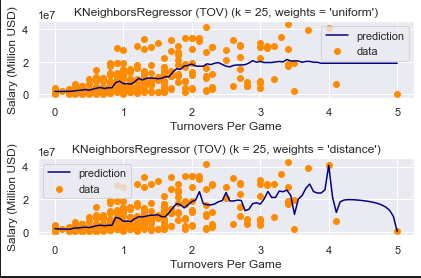 KNeighborsRegressor (TOV) (k = 25, weights = 'uniform')
1e7
4
2
0
Salary (Million USD)
prediction
data
0 1 2 3 4 5
Turnovers Per Game
KNeighborsRegressor (TOV) (k = 25, weights = 'distance')
1e7
4
2
0
Salary (Million USD)
prediction
data
0 1 2 3 4 5
Turnovers Per Game